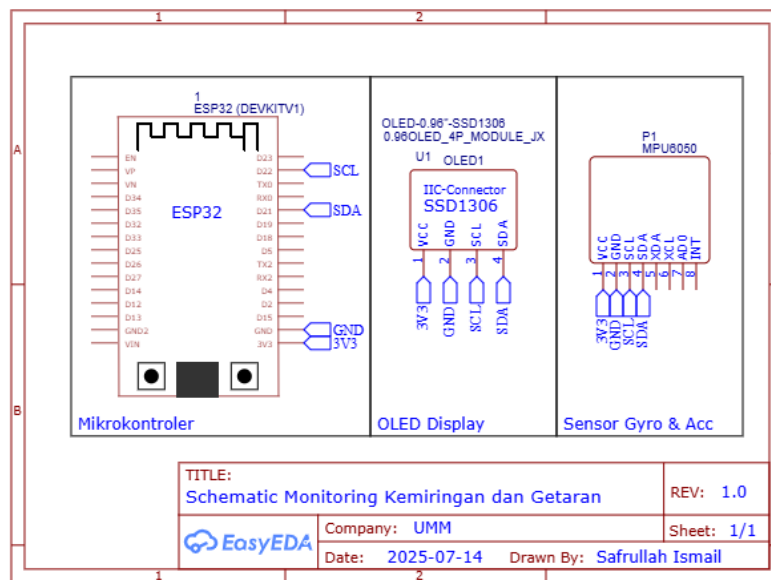 1
2
A
B
1
ESP32 (DEVKITV1)
EN
VP
VN
D34
D35
D32
D33
D25
D26
D27
D14
D12
D13
GND2
VIN
ESP32
D23
D22
TX0
RX0
D21
D19
D18
D5
TX2
RX2
D4
D2
D15
GND
3V3
SCL
SDA
GND
3V3
Mikrokontroler
OLED-0.96"-SSD1306
0.96OLED_4P_MODULE_JX
U1 OLED1
IIC-Connector
SSD1306
VCC
GND
SCL
SDA
1
2
3
4
3V3
GND
SCL
SDA
OLED Display
P1
MPU6050
VCC
GND
SCL
SDA
XDA
XCL
AD0
INT
1
2
3
4
5
6
7
8
3V3
GND
SCL
SDA
Sensor Gyro & Acc
TITLE:
Schematic Monitoring Kemiringan dan Getaran
REV: 1.0
EasyEDA
Company: UMM
Sheet: 1/1
Date: 2025-07-14 Drawn By: Safrullah Ismail
1
2